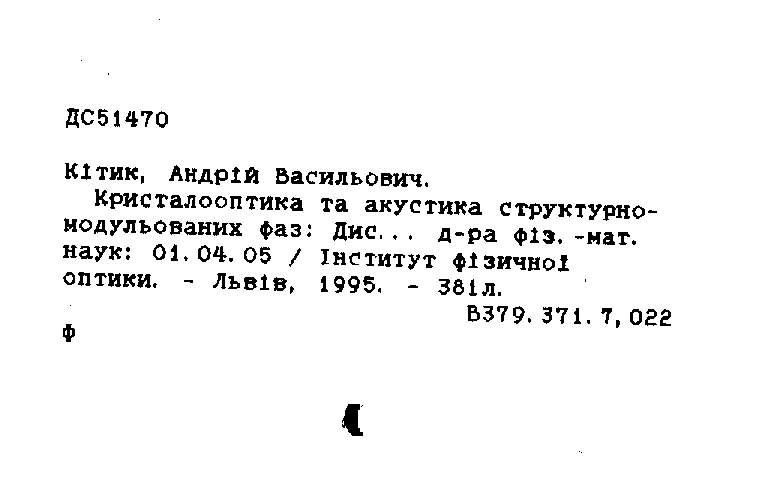 ДС51470
Кітик, Андрій Васильович.
Кристалооптика та акустика структурно-
модульованих фаз: Дис... д-ра фіз.-мат.
наук: 01.04.05 / Інститут фізичної
оптики. - Львів, 1995. - 381л.
В379.371.7,022
Ф